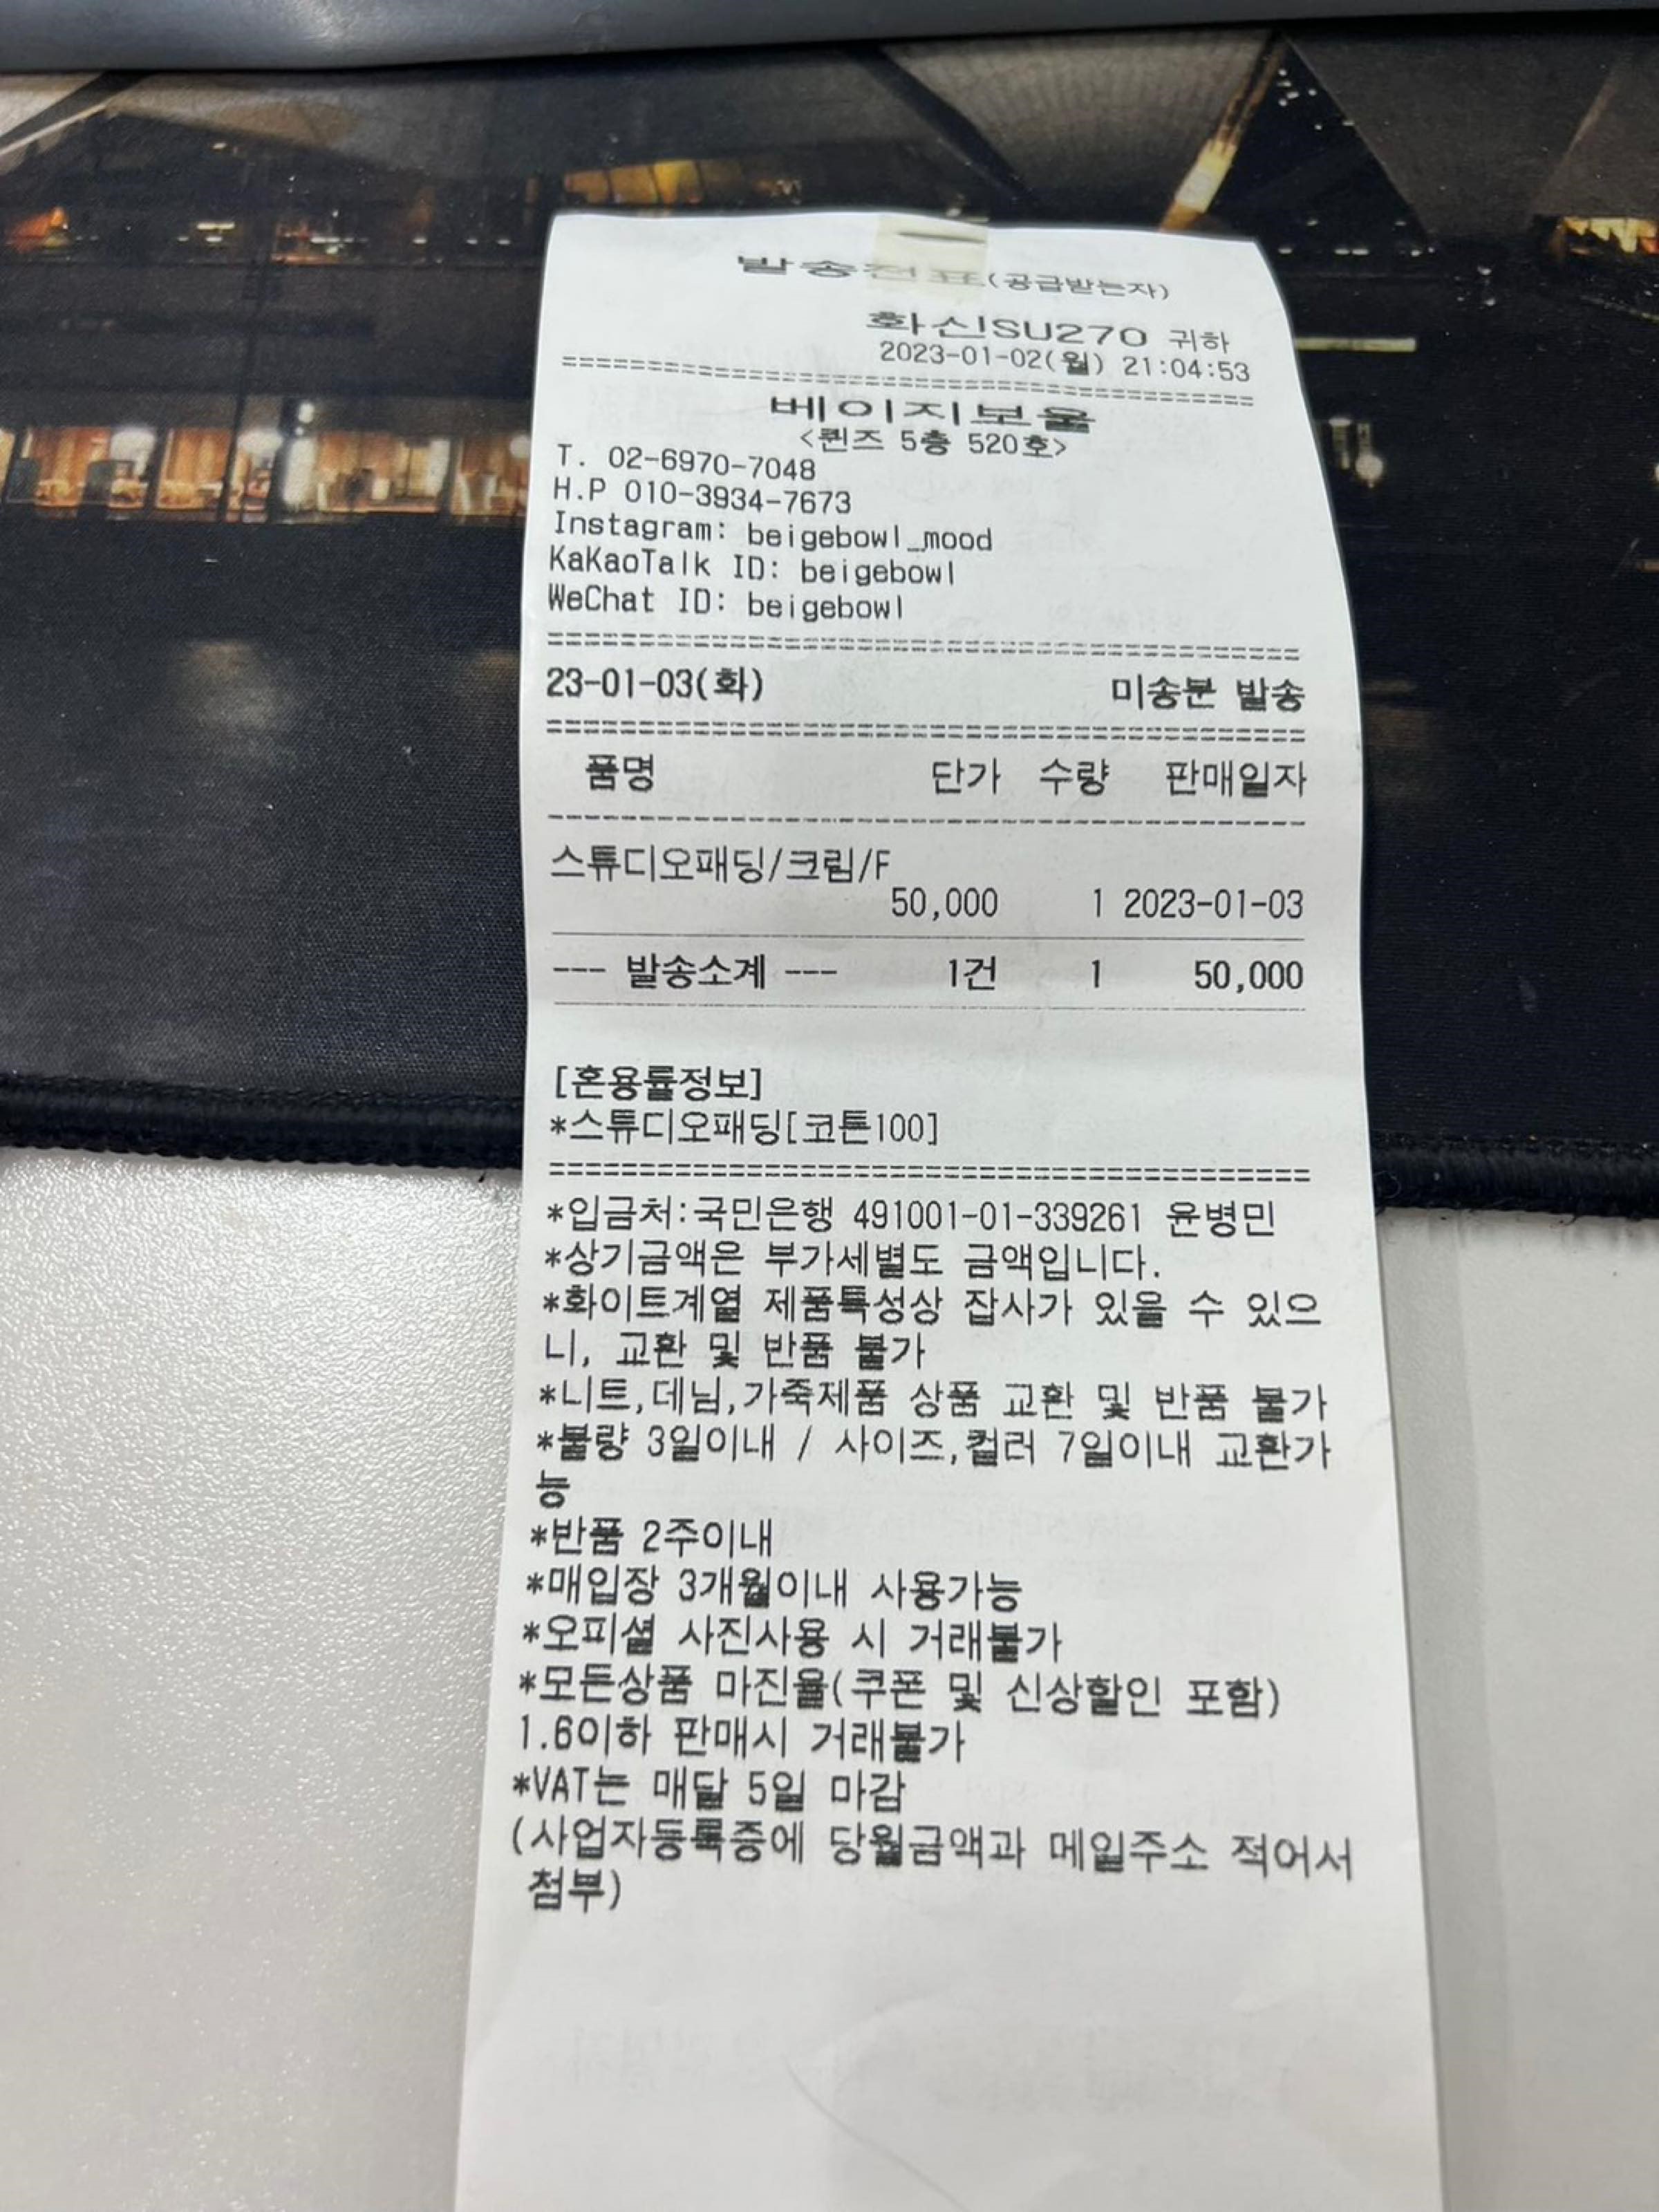 발송전표(공급받는자)
화신SU270 귀하
2023-01-02(월) 21:04:53
==========================================
베이지보울
<퀸즈 5층 520호>
T. 02-6970-7048
H.P 010-3934-7673
Instagram: beigebowl_mood
KaKaoTalk ID: beigebowl
WeChat ID: beigebowl
==========================================
23-01-03(화) 미송분 발송
==========================================
품명 단가 수량 판매일자
------------------------------------------
스튜디오패딩/크림/F
50,000 1 2023-01-03
--- 발송소계 --- 1건 1 50,000
[혼용률정보]
*스튜디오패딩[코튼100]
==========================================
*입금처:국민은행 491001-01-339261 윤병민
*상기금액은 부가세별도 금액입니다.
*화이트계열 제품특성상 잡사가 있을 수 있으
니, 교환 및 반품 불가
*니트,데님,가죽제품 상품 교환 및 반품 불가
*불량 3일이내 / 사이즈,컬러 7일이내 교환가
능
*반품 2주이내
*매입장 3개월이내 사용가능
*오피셜 사진사용 시 거래불가
*모든상품 마진율(쿠폰 및 신상할인 포함)
1.6이하 판매시 거래불가
*VAT는 매달 5일 마감
(사업자등록증에 당월금액과 메일주소 적어서
첨부)